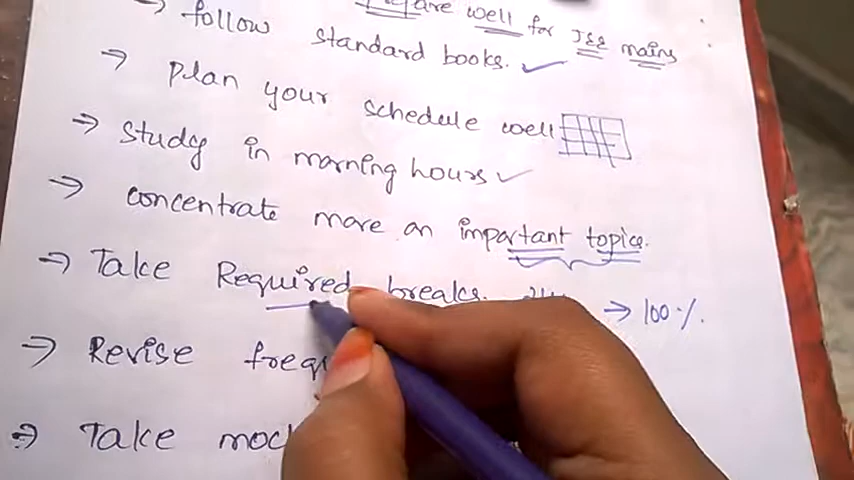 well for JEE mains
→ follow standard books. ✓
→ Plan your schedule well
→ Study in morning hours ✓
→ concentrate more on important topics.
→ Take Required breaks. → 100%.
→ Revise
→ Take